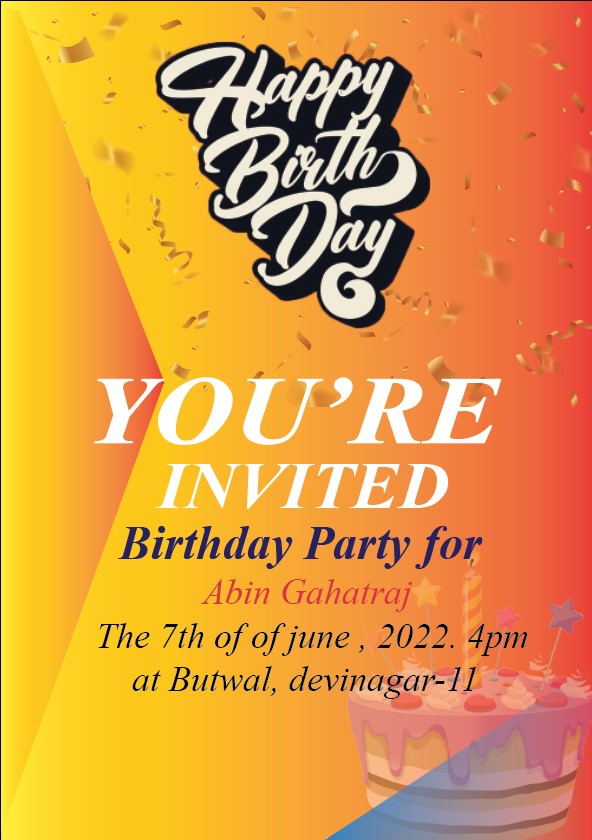 Happy
Birth
Day
YOU’RE
INVITED
Birthday Party for
Abin Gahatraj
The 7th of of june , 2022. 4pm
at Butwal, devinagar-11